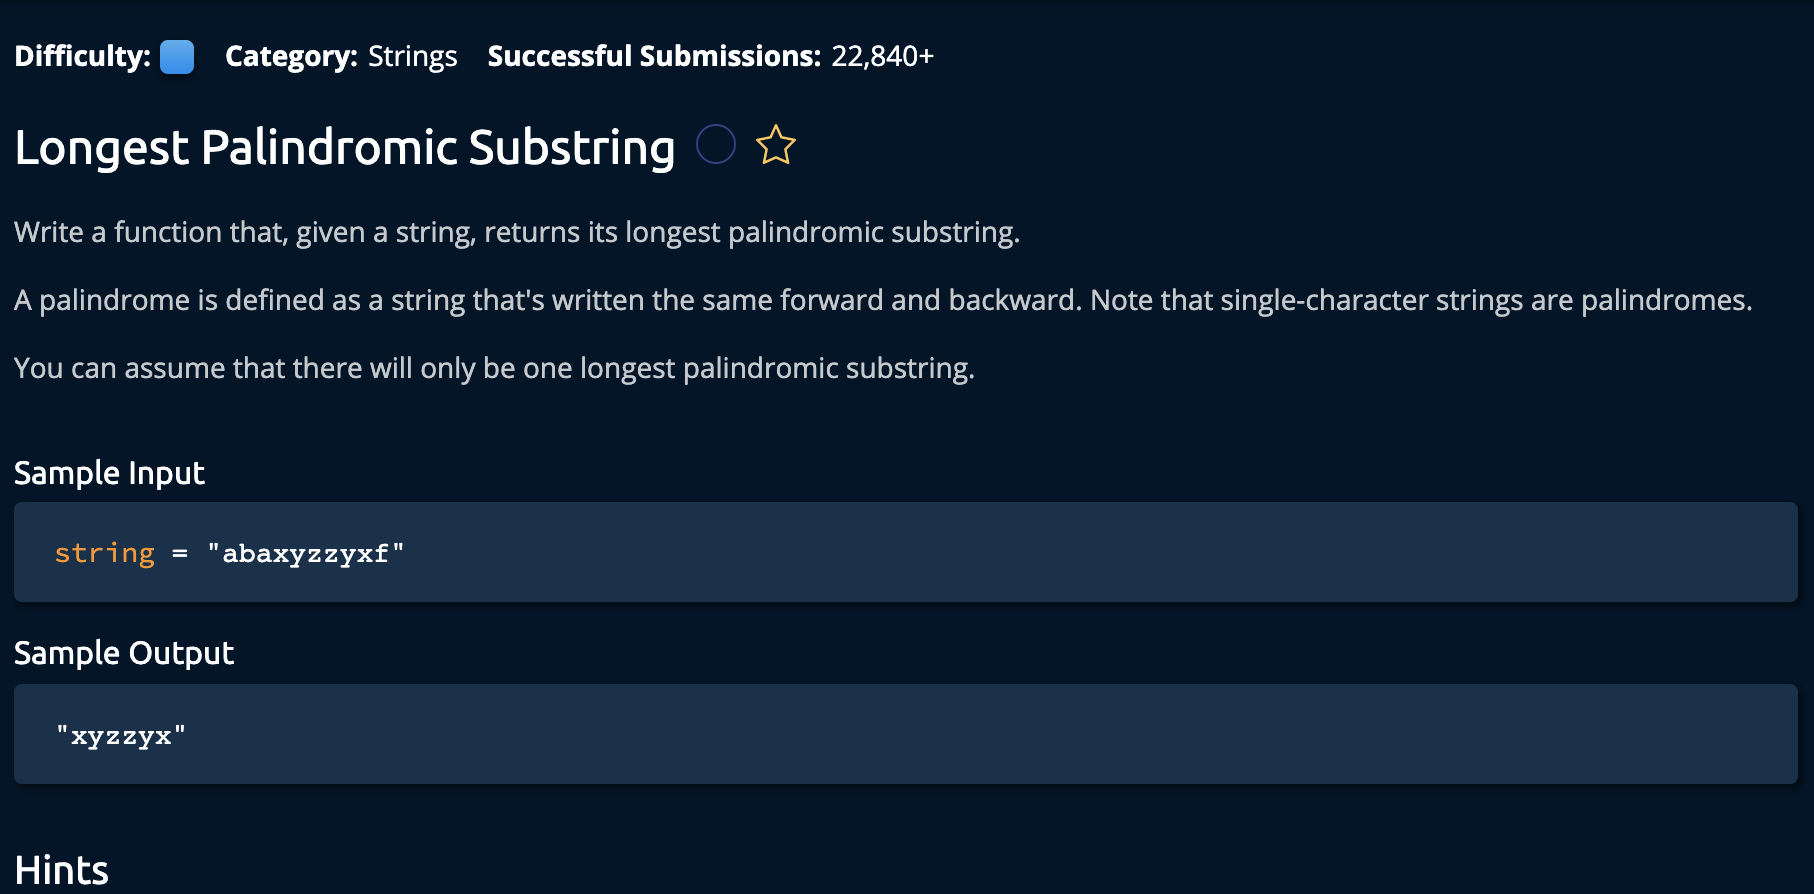 Difficulty: Category: Strings Successful Submissions: 22,840+
Longest Palindromic Substring
Write a function that, given a string, returns its longest palindromic substring.
A palindrome is defined as a string that's written the same forward and backward. Note that single-character strings are palindromes.
You can assume that there will only be one longest palindromic substring.
Sample Input
string = "abaxyzzyxf"
Sample Output
"xyzzyx"
Hints